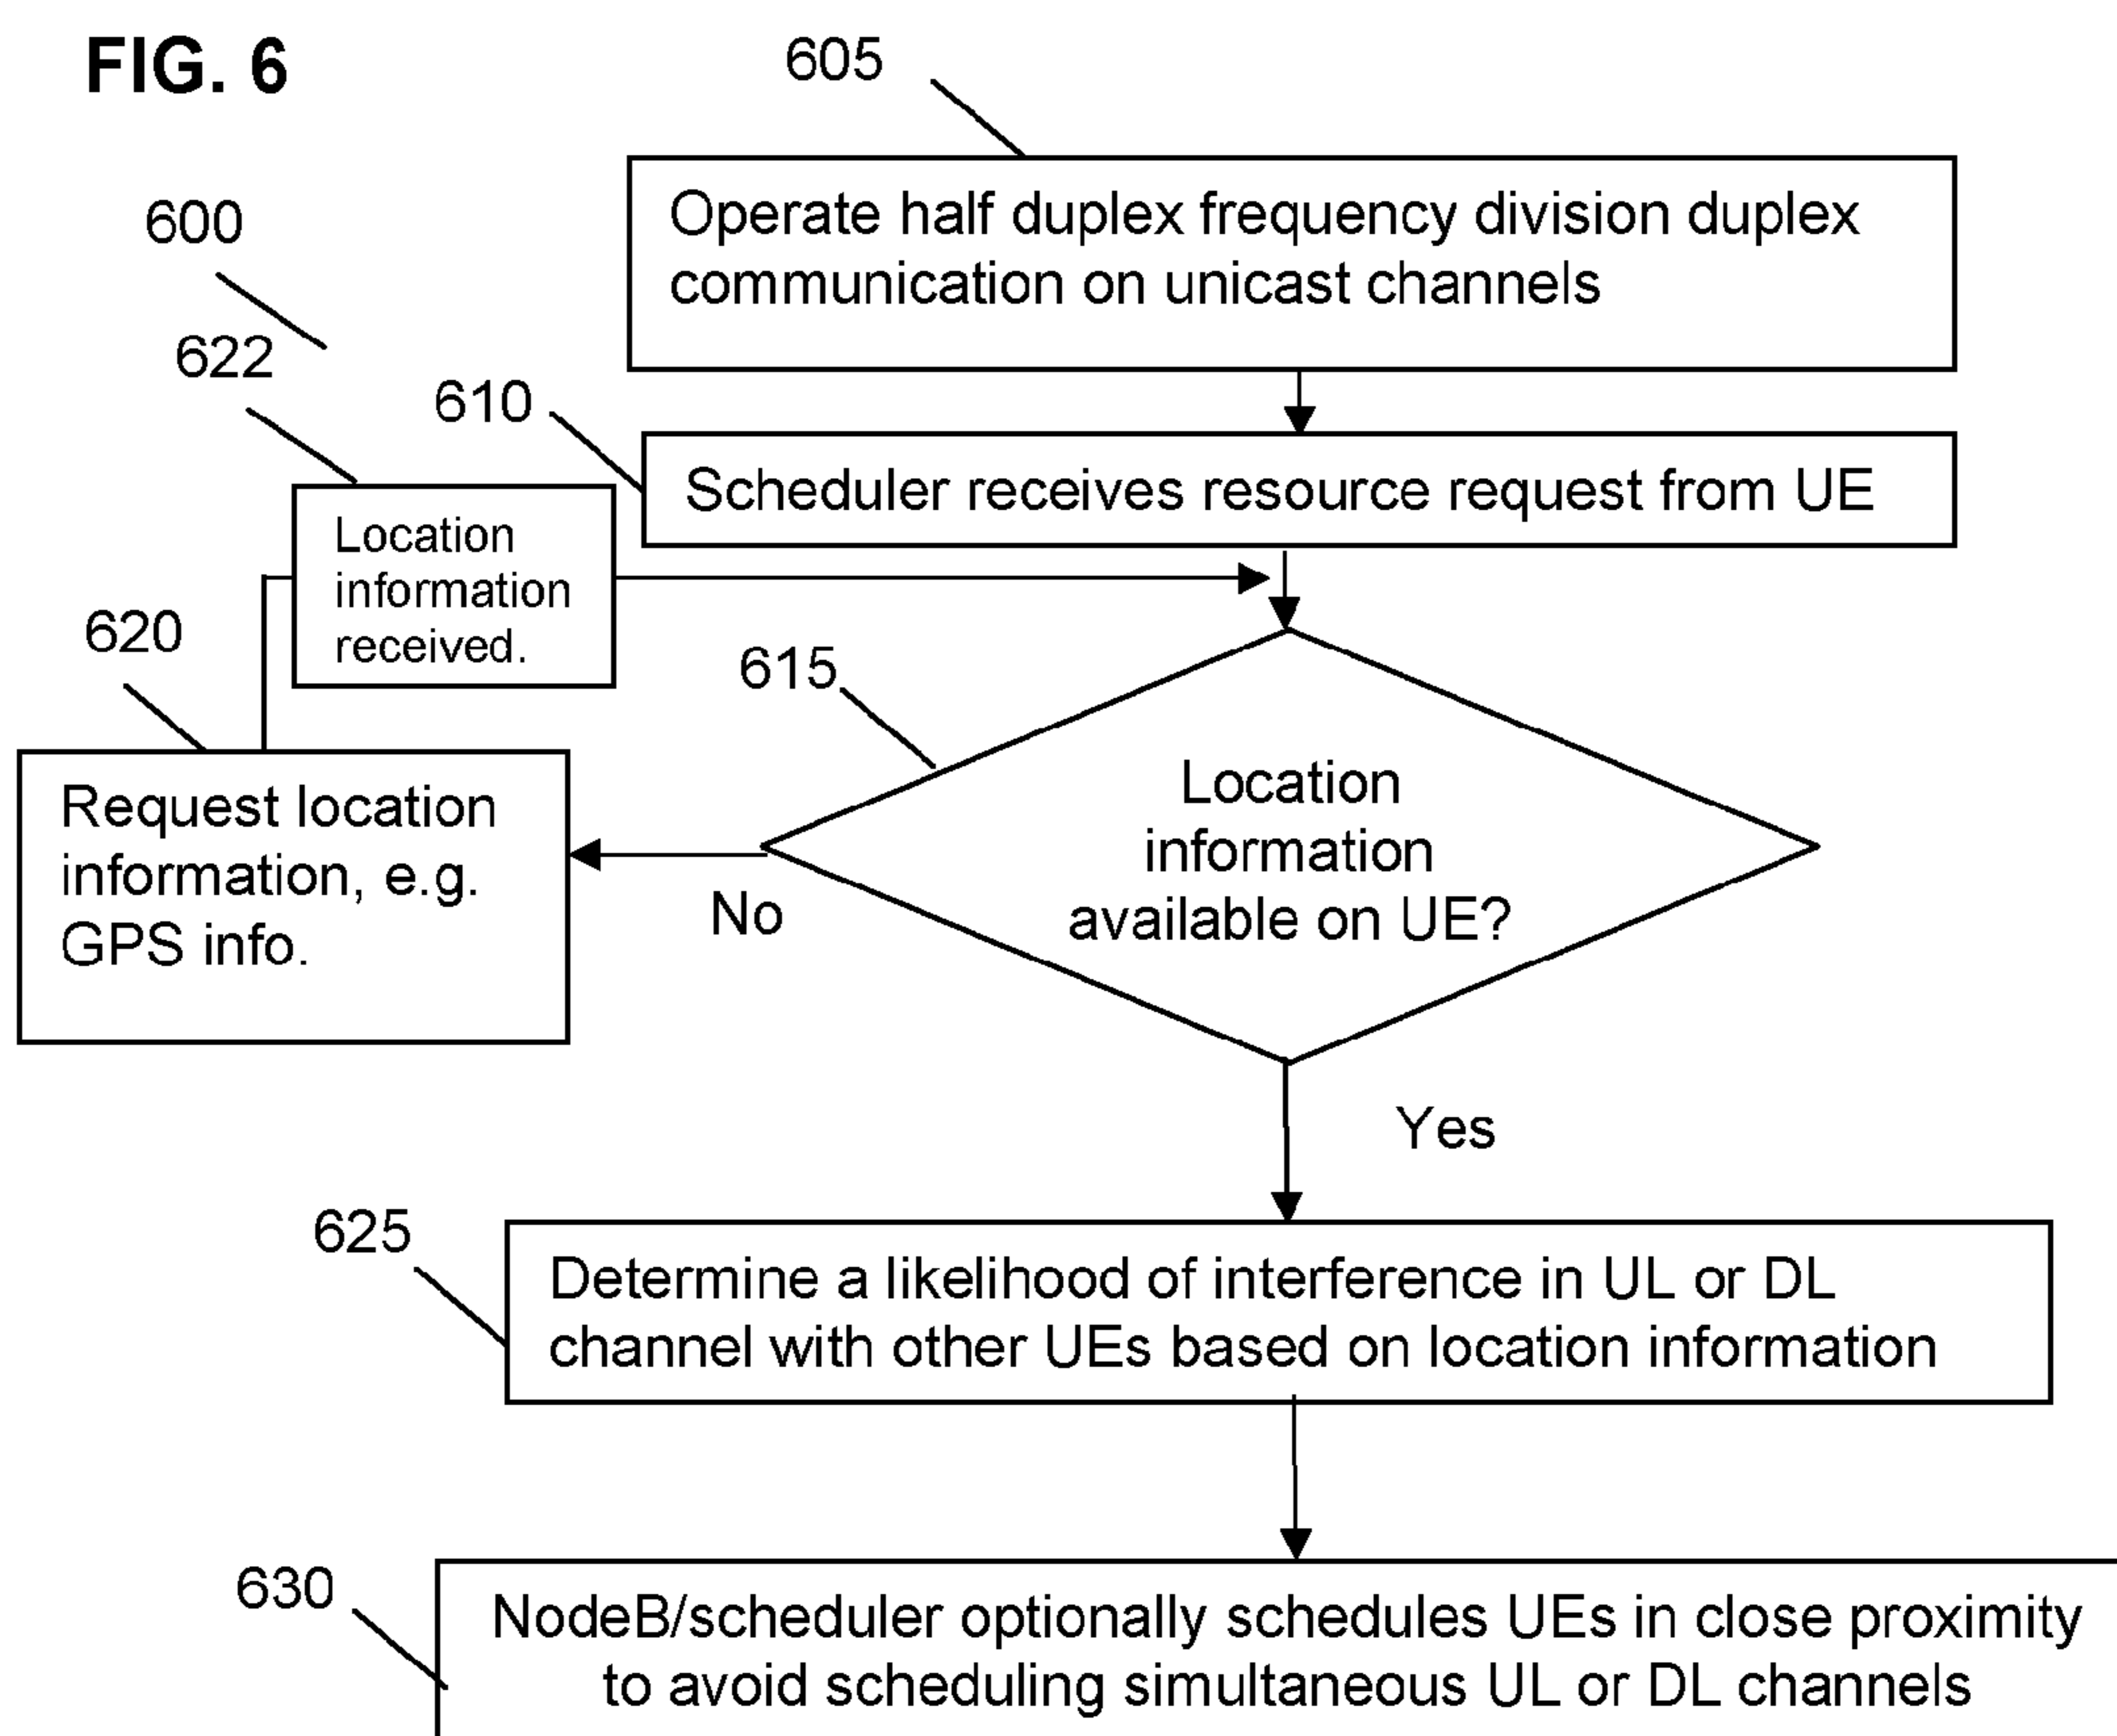 FIG. 6
605
Operate half duplex frequency division duplex
communication on unicast channels
600
622
610
Scheduler receives resource request from UE
Location
information
received.
620
615
Request location
information, e.g.
GPS info.
Location
information
available on UE?
No
Yes
625
Determine a likelihood of interference in UL or DL
channel with other UEs based on location information
630
NodeB/scheduler optionally schedules UEs in close proximity
to avoid scheduling simultaneous UL or DL channels